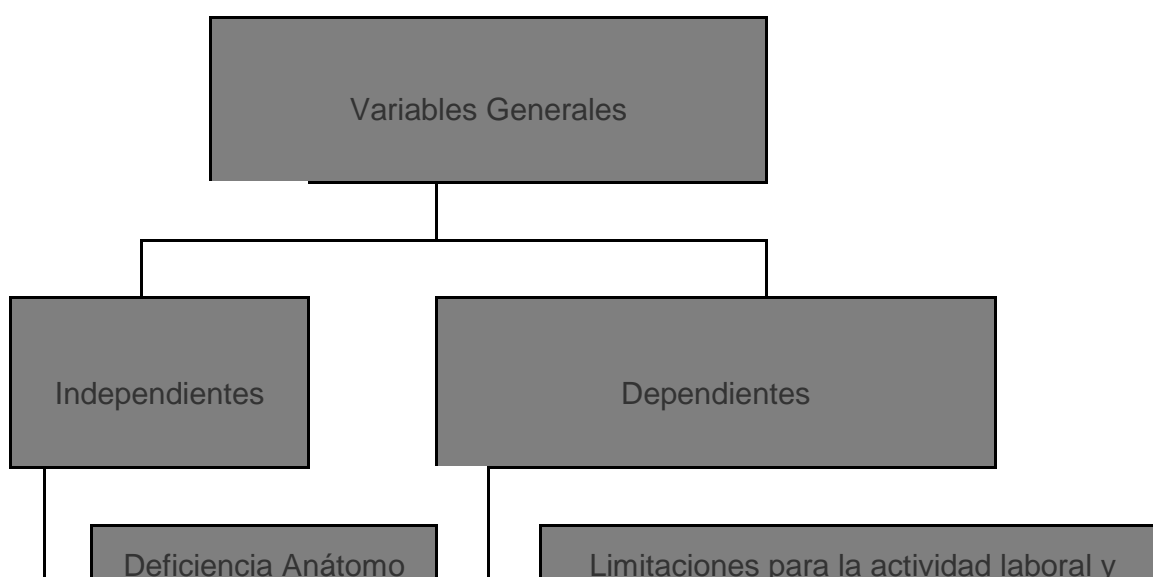 Variables Generales
Independientes
Dependientes
Deficiencia Anátomo
Limitaciones para la actividad laboral y